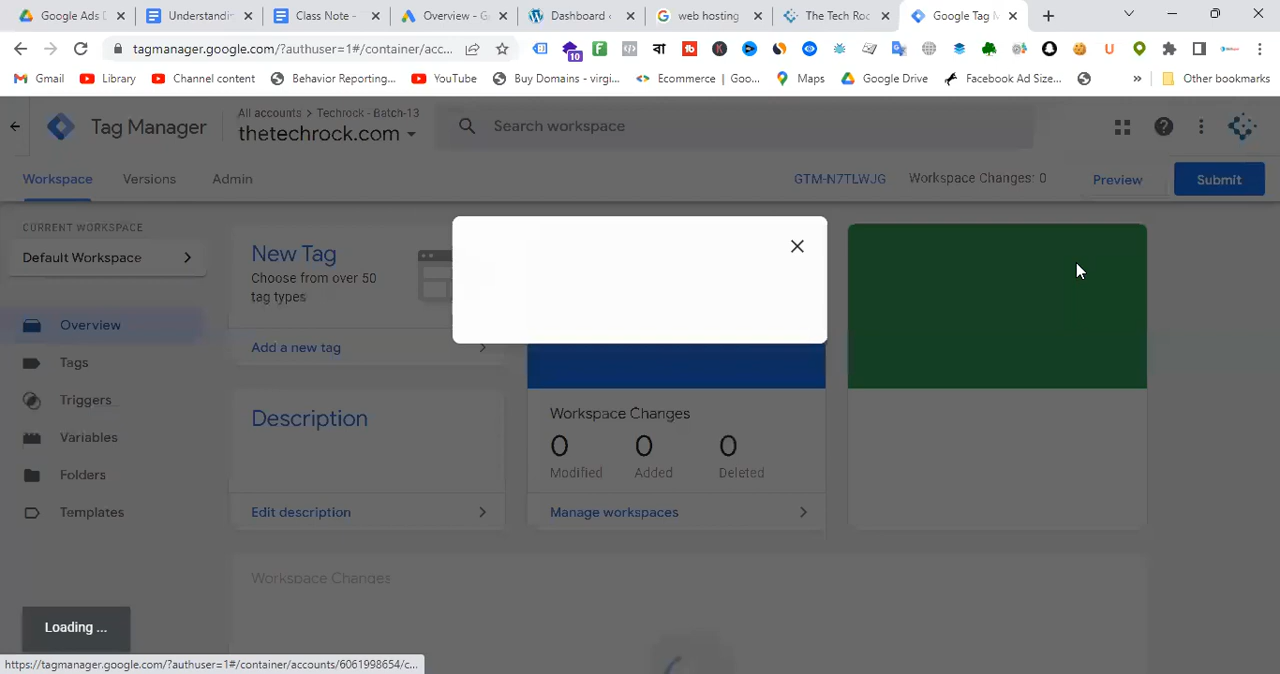 Google Ads D
Understandin
Class Note -
Overview - G
Dashboard ‹
web hosting
The Tech Roc
Google Tag M
tagmanager.google.com/?authuser=1#/container/acc...
10
Gmail
Library
Channel content
Behavior Reporting...
YouTube
Buy Domains - virgi...
Ecommerce | Goo...
Maps
Google Drive
Facebook Ad Size...
»
Other bookmarks
Tag Manager
All accounts > Techrock - Batch-13
thetechrock.com
Search workspace
Workspace
Versions
Admin
GTM-N7TLWJG
Workspace Changes: 0
Preview
Submit
CURRENT WORKSPACE
Default Workspace
Overview
Tags
Triggers
Variables
Folders
Templates
New Tag
Choose from over 50
tag types
Add a new tag
Description
Edit description
Workspace Changes
0
0
0
Modified
Added
Deleted
Manage workspaces
Workspace Changes
Loading ...
https://tagmanager.google.com/?authuser=1#/container/accounts/6061998654/c...